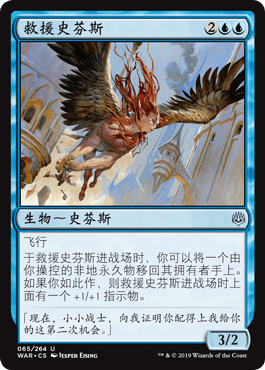 救援史芬斯 2
生物～史芬斯
飞行
于救援史芬斯进战场时，你可以将一个由
你操控的非地永久物移回其拥有者手上。
如果你如此作，则救援史芬斯进战场时上
面有一个 +1/+1 指示物。
「现在，小小战士，向我证明你配得上我给你
的这第二次机会。」
3/2
065/264 U
WAR • CS JESPER EJSING
™ & © 2019 Wizards of the Coast